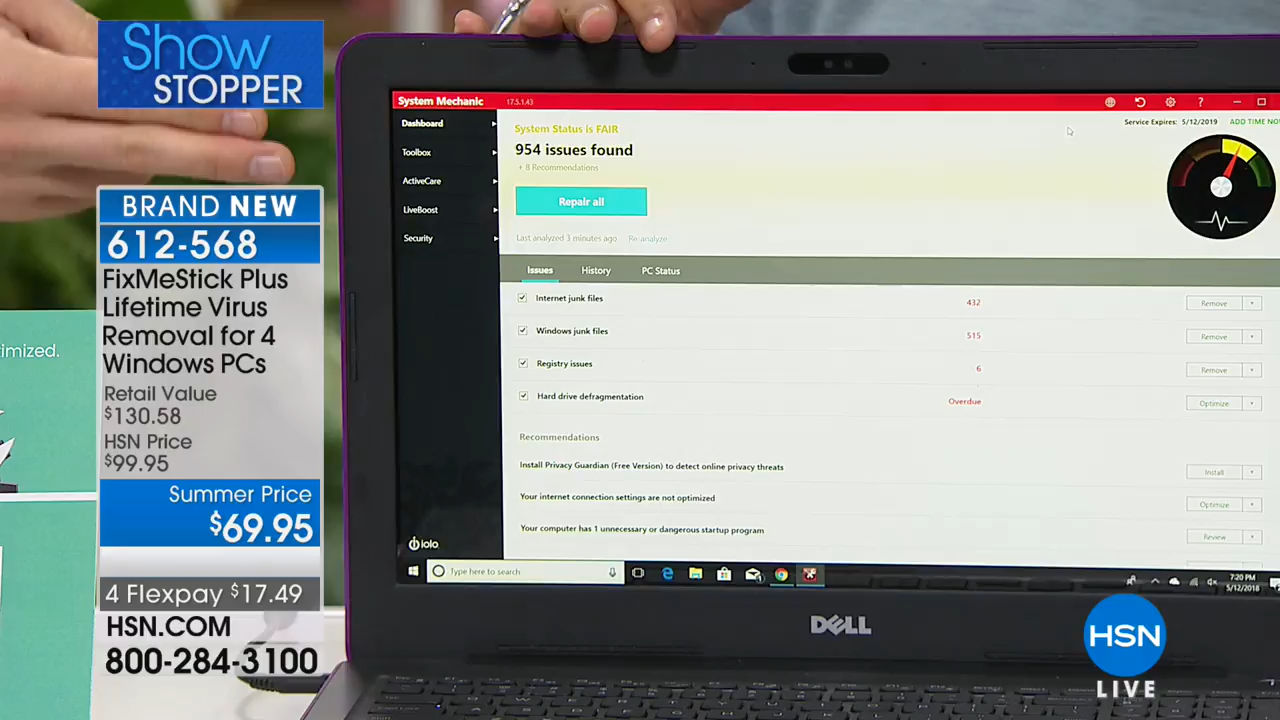 Show
STOPPER
BRAND NEW
612-568
FixMeStick Plus
Lifetime Virus
Removal for 4
Windows PCs
Retail Value
$130.58
HSN Price
$99.95
Summer Price
$69.95
4 Flexpay $17.49
HSN.COM
800-284-3100
imized.
System Mechanic 17.5.1.43
?
Dashboard
Toolbox
ActiveCare
LiveBoost
Security
iolo
System Status is FAIR
954 issues found
+ 8 Recommendations
Repair all
Last analyzed 3 minutes ago Re-analyze
Service Expires: 5/12/2019 ADD TIME NO
Issues History PC Status
Internet junk files 432 Remove
Windows junk files 515 Remove
Registry issues 6 Remove
Hard drive defragmentation Overdue Optimize
Recommendations
Install Privacy Guardian (Free Version) to detect online privacy threats Install
Your internet connection settings are not optimized Optimize
Your computer has 1 unnecessary or dangerous startup program Review
Type here to search
7:20 PM
5/12/2018
DELL
HSN
LIVE